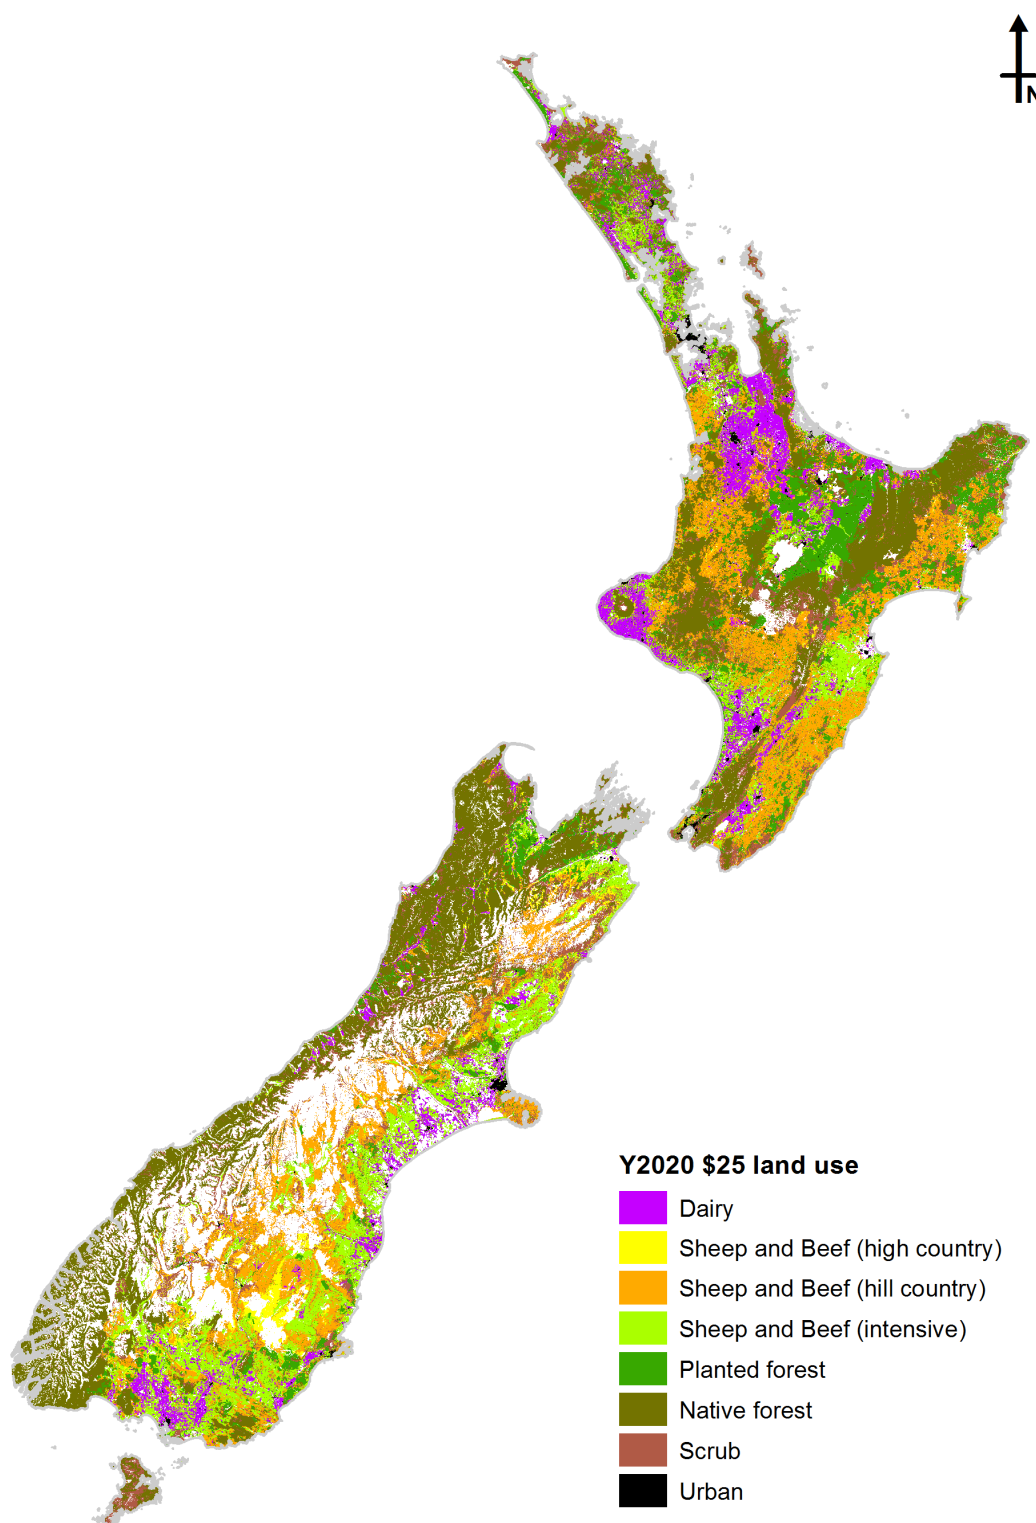 N
Y2020 $25 land use
Dairy
Sheep and Beef (high country)
Sheep and Beef (hill country)
Sheep and Beef (intensive)
Planted forest
Native forest
Scrub
Urban